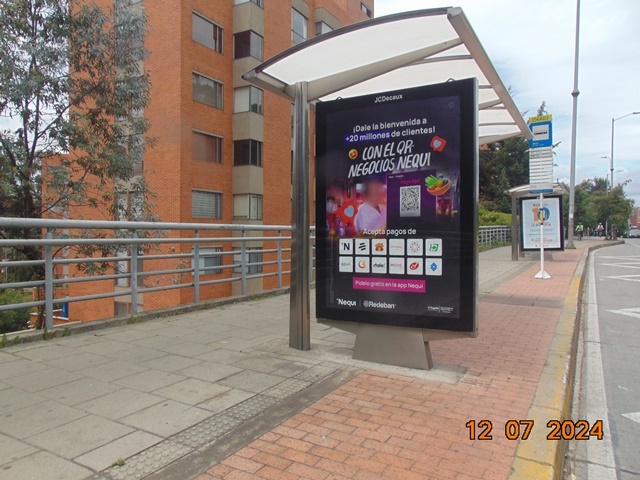 JCDecaux
¡Dale la bienvenida a
+20 millones de clientes!
CON EL QR
NEGOCIOS NEQUI
Acepta pagos de
Pídelo gratis en la app Nequi
Nequi
Redeban
12 07 2024